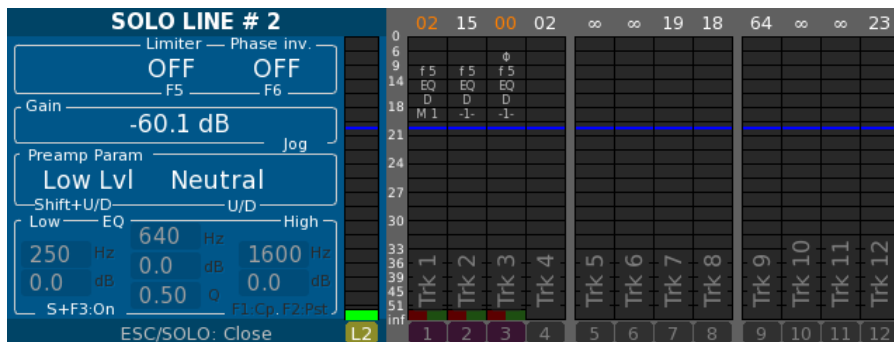 SOLO LINE # 2
Limiter Phase inv.
OFF OFF
F5 F6
Gain
-60.1 dB
Jog
Preamp Param
Low Lvl Neutral
Shift+U/D U/D
Low EQ High
640 Hz
250 Hz 1600 Hz
0.0 dB
0.0 dB 0.0 dB
0.50 Q
S+F3:On F1:Cp. F2:Pst
ESC/SOLO: Close
L2
02 15 00 02 ∞ ∞ 19 18 64 ∞ ∞ 23
0
6
9
14
18
21
24
27
30
33
36
39
45
51
inf
Φ
f 5 f 5 f 5
EQ EQ EQ
D D D
M 1 -1- -1-
Trk 1 Trk 2 Trk 3 Trk 4 Trk 5 Trk 6 Trk 7 Trk 8 Trk 9 Trk 10 Trk 11 Trk 12
1 2 3 4 5 6 7 8 9 10 11 12